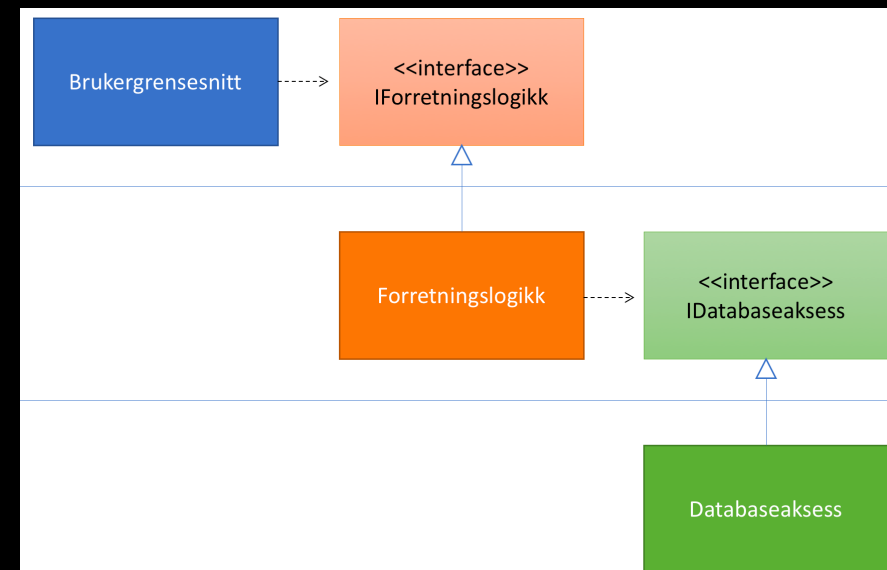 Brukergrensesnitt
<<interface>>
IForretningslogikk
Forretningslogikk
<<interface>>
IDatabaseaksess
Databaseaksess